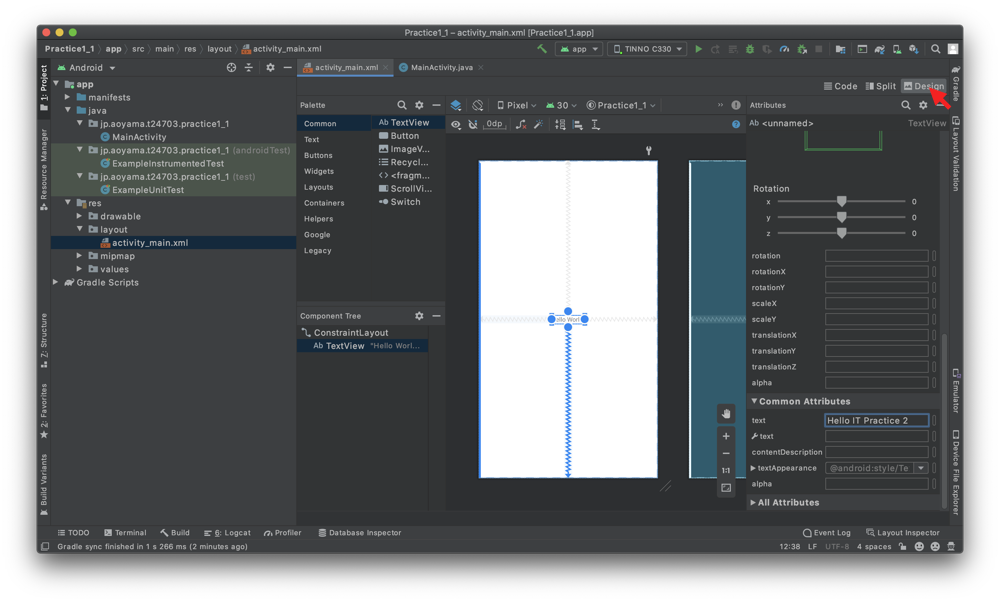 Practice1_1 – activity_main.xml [Practice1_1.app]
Practice1_1 app src main res layout activity_main.xml
app TINNO C330
Android
activity_main.xml MainActivity.java
Code Split Design
1: Project
Resource Manager
Z: Structure
2: Favorites
Build Variants
app
manifests
java
jp.aoyama.t24703.practice1_1
MainActivity
jp.aoyama.t24703.practice1_1 (androidTest)
ExampleInstrumentedTest
jp.aoyama.t24703.practice1_1 (test)
ExampleUnitTest
res
drawable
layout
activity_main.xml
mipmap
values
Gradle Scripts
Palette
Common
Text
Buttons
Widgets
Layouts
Containers
Helpers
Google
Legacy
Ab TextView
Button
ImageV...
Recycl...
<fragm...
ScrollVi...
Switch
Component Tree
ConstraintLayout
Ab TextView "Hello Worl...
Pixel 30 Practice1_1
0dp
ello Worl
1:1
Attributes
Ab <unnamed> TextView
Rotation
x 0
y 0
z 0
rotation
rotationX
rotationY
scaleX
scaleY
translationX
translationY
translationZ
alpha
Common Attributes
text Hello IT Practice 2
text
contentDescription
textAppearance @android:style/Te
alpha
All Attributes
Gradle
Layout Validation
Emulator
Device File Explorer
TODO Terminal Build 6: Logcat Profiler Database Inspector Event Log Layout Inspector
Gradle sync finished in 1 s 266 ms (2 minutes ago) 12:38 LF UTF-8 4 spaces